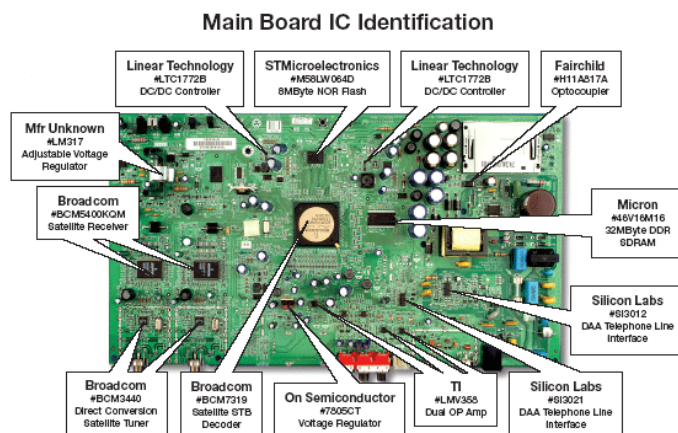 Main Board IC Identification
Linear Technology
#LTC1772B
DC/DC Controller
STMicroelectronics
#M58LW064D
8MByte NOR Flash
Linear Technology
#LTC1772B
DC/DC Controller
Fairchild
#H11A817A
Optocoupler
Mfr Unknown
#LM317
Adjustable Voltage
Regulator
Broadcom
#BCM5400KQM
Satellite Receiver
Micron
#46V16M16
32MByte DDR
SDRAM
Silicon Labs
#SI3012
DAA Telephone Line
Interface
Broadcom
#BCM3440
Direct Conversion
Satellite Tuner
Broadcom
#BCM7319
Satellite STB
Decoder
On Semiconductor
#7805CT
Voltage Regulator
TI
#LMV358
Dual OP Amp
Silicon Labs
#SI3021
DAA Telephone Line
Interface